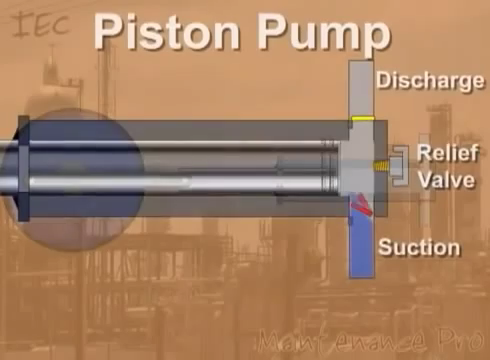 IEC
Piston Pump
Discharge
Relief
Valve
Suction
Maintenance Pro